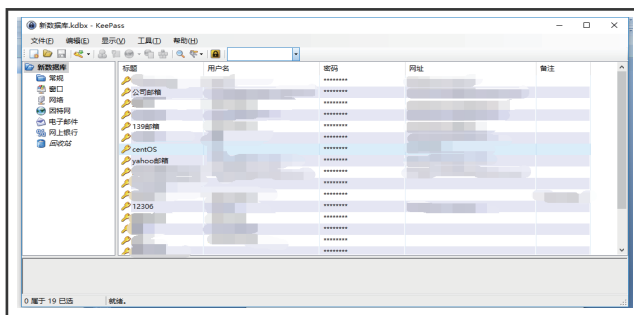 新数据库.kdbx - KeePass
文件(F) 编辑(E) 显示(V) 工具(T) 帮助(H)
新数据库
常规
窗口
网络
因特网
电子邮件
网上银行
回收站
标题 用户名 密码 网址 备注
********
公司邮箱 ********
********
139邮箱 ********
********
centOS ********
yahoo邮箱 ********
********
********
********
12306 ********
********
********
********
********
0 属于 19 已选 就绪。